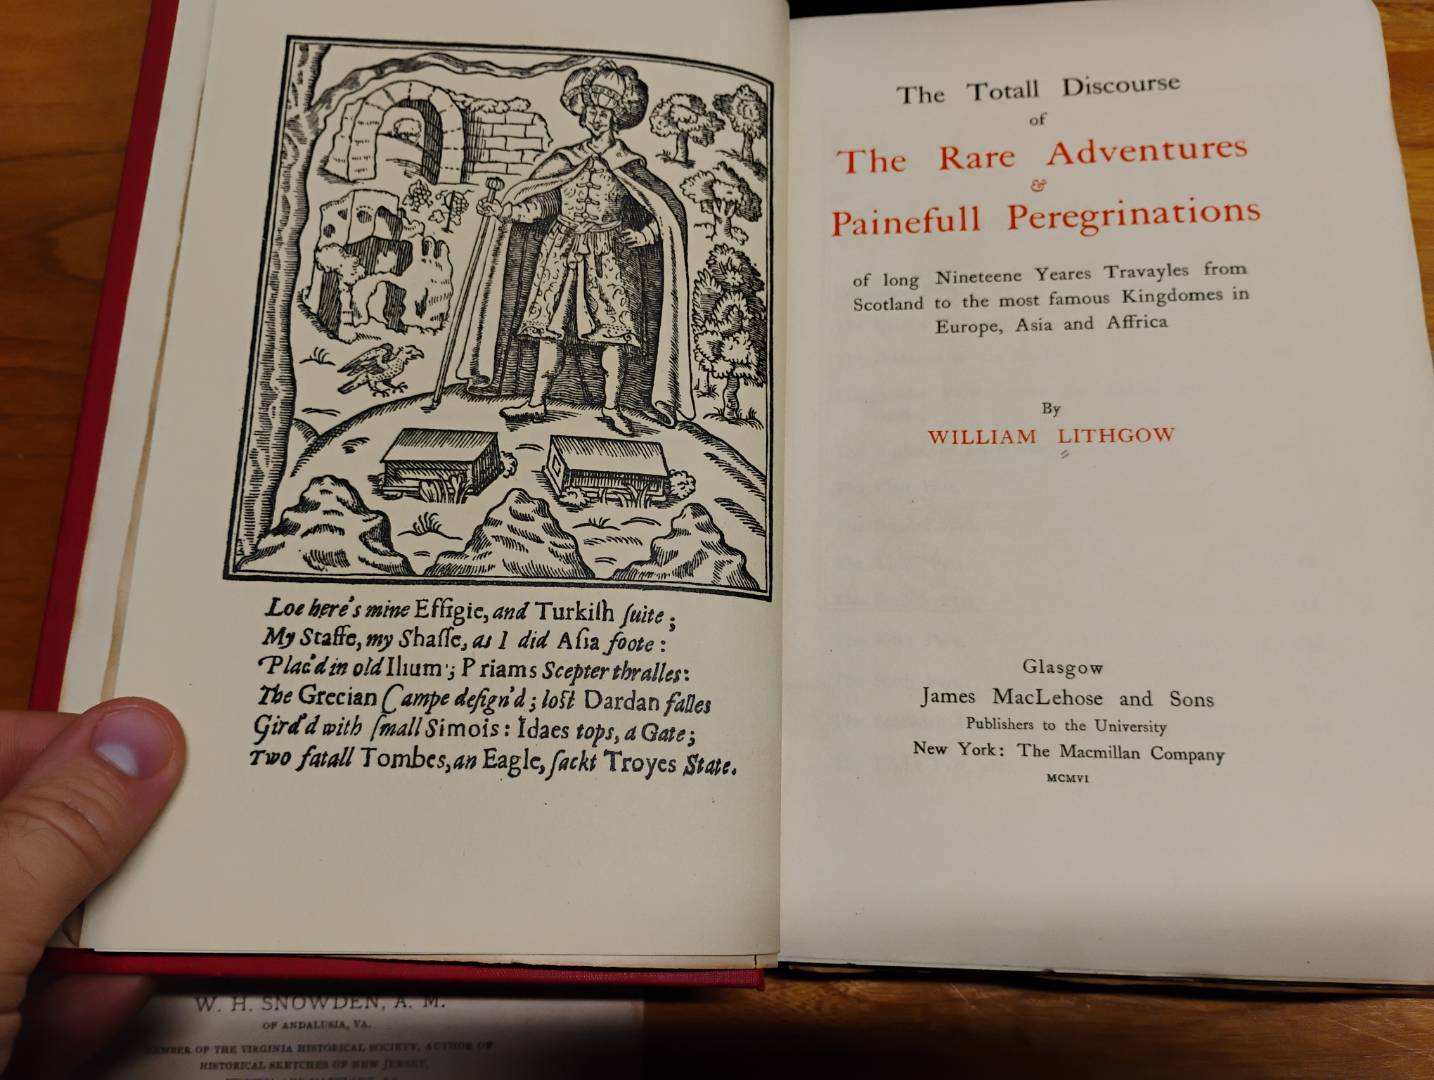 Loe here's mine Effigie, and Turkish ſuite;
My Staffe, my Shaſſe, as I did Aſia foote:
Plac'd in old Ilium; Priams Scepter thralles:
The Grecian Campe deſign'd; lost Dardan falles
Gird'd with ſmall Simois: Idaes tops, a Gate;
Two fatall Tombes, an Eagle, ſackt Troyes State.
The Totall Discourse
of
The Rare Adventures
&
Painefull Peregrinations
of long Nineteene Yeares Travayles from
Scotland to the most famous Kingdomes in
Europe, Asia and Affrica
By
WILLIAM LITHGOW
Glasgow
James MacLehose and Sons
Publishers to the University
New York: The Macmillan Company
MCMVI
W. H. SNOWDEN, A. M.
OF ANDALUSIA, VA.
MEMBER OF THE VIRGINIA HISTORICAL SOCIETY, AUTHOR OF
HISTORICAL SKETCHES OF NEW JERSEY,